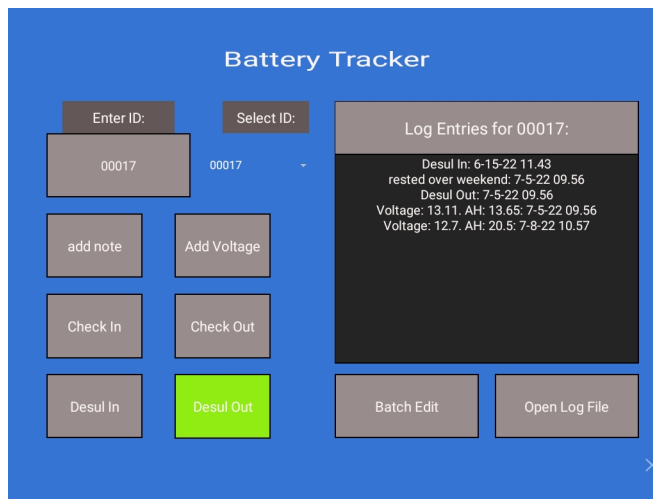 Battery Tracker
Enter ID:
Select ID:
00017
00017
add note
Add Voltage
Check In
Check Out
Desul In
Desul Out
Log Entries for 00017:
Desul In: 6-15-22 11.43
rested over weekend: 7-5-22 09.56
Desul Out: 7-5-22 09.56
Voltage: 13.11. AH: 13.65: 7-5-22 09.56
Voltage: 12.7. AH: 20.5: 7-8-22 10.57
Batch Edit
Open Log File